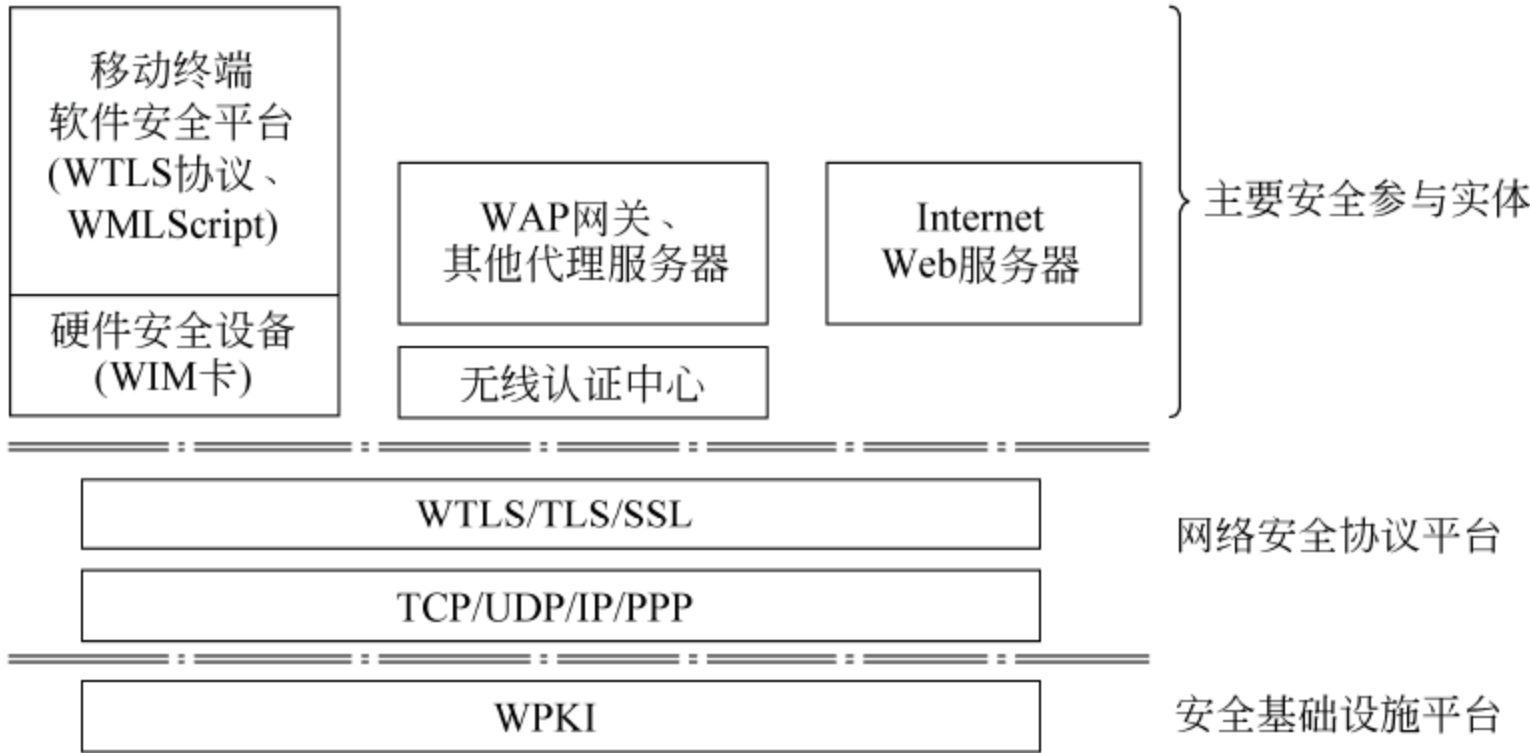 移动终端
软件安全平台
(WTLS协议、
WMLScript)
硬件安全设备
(WIM卡)
WAP网关、
其他代理服务器
无线认证中心
Internet
Web服务器
主要安全参与实体
WTLS/TLS/SSL
TCP/UDP/IP/PPP
网络安全协议平台
WPKI
安全基础设施平台